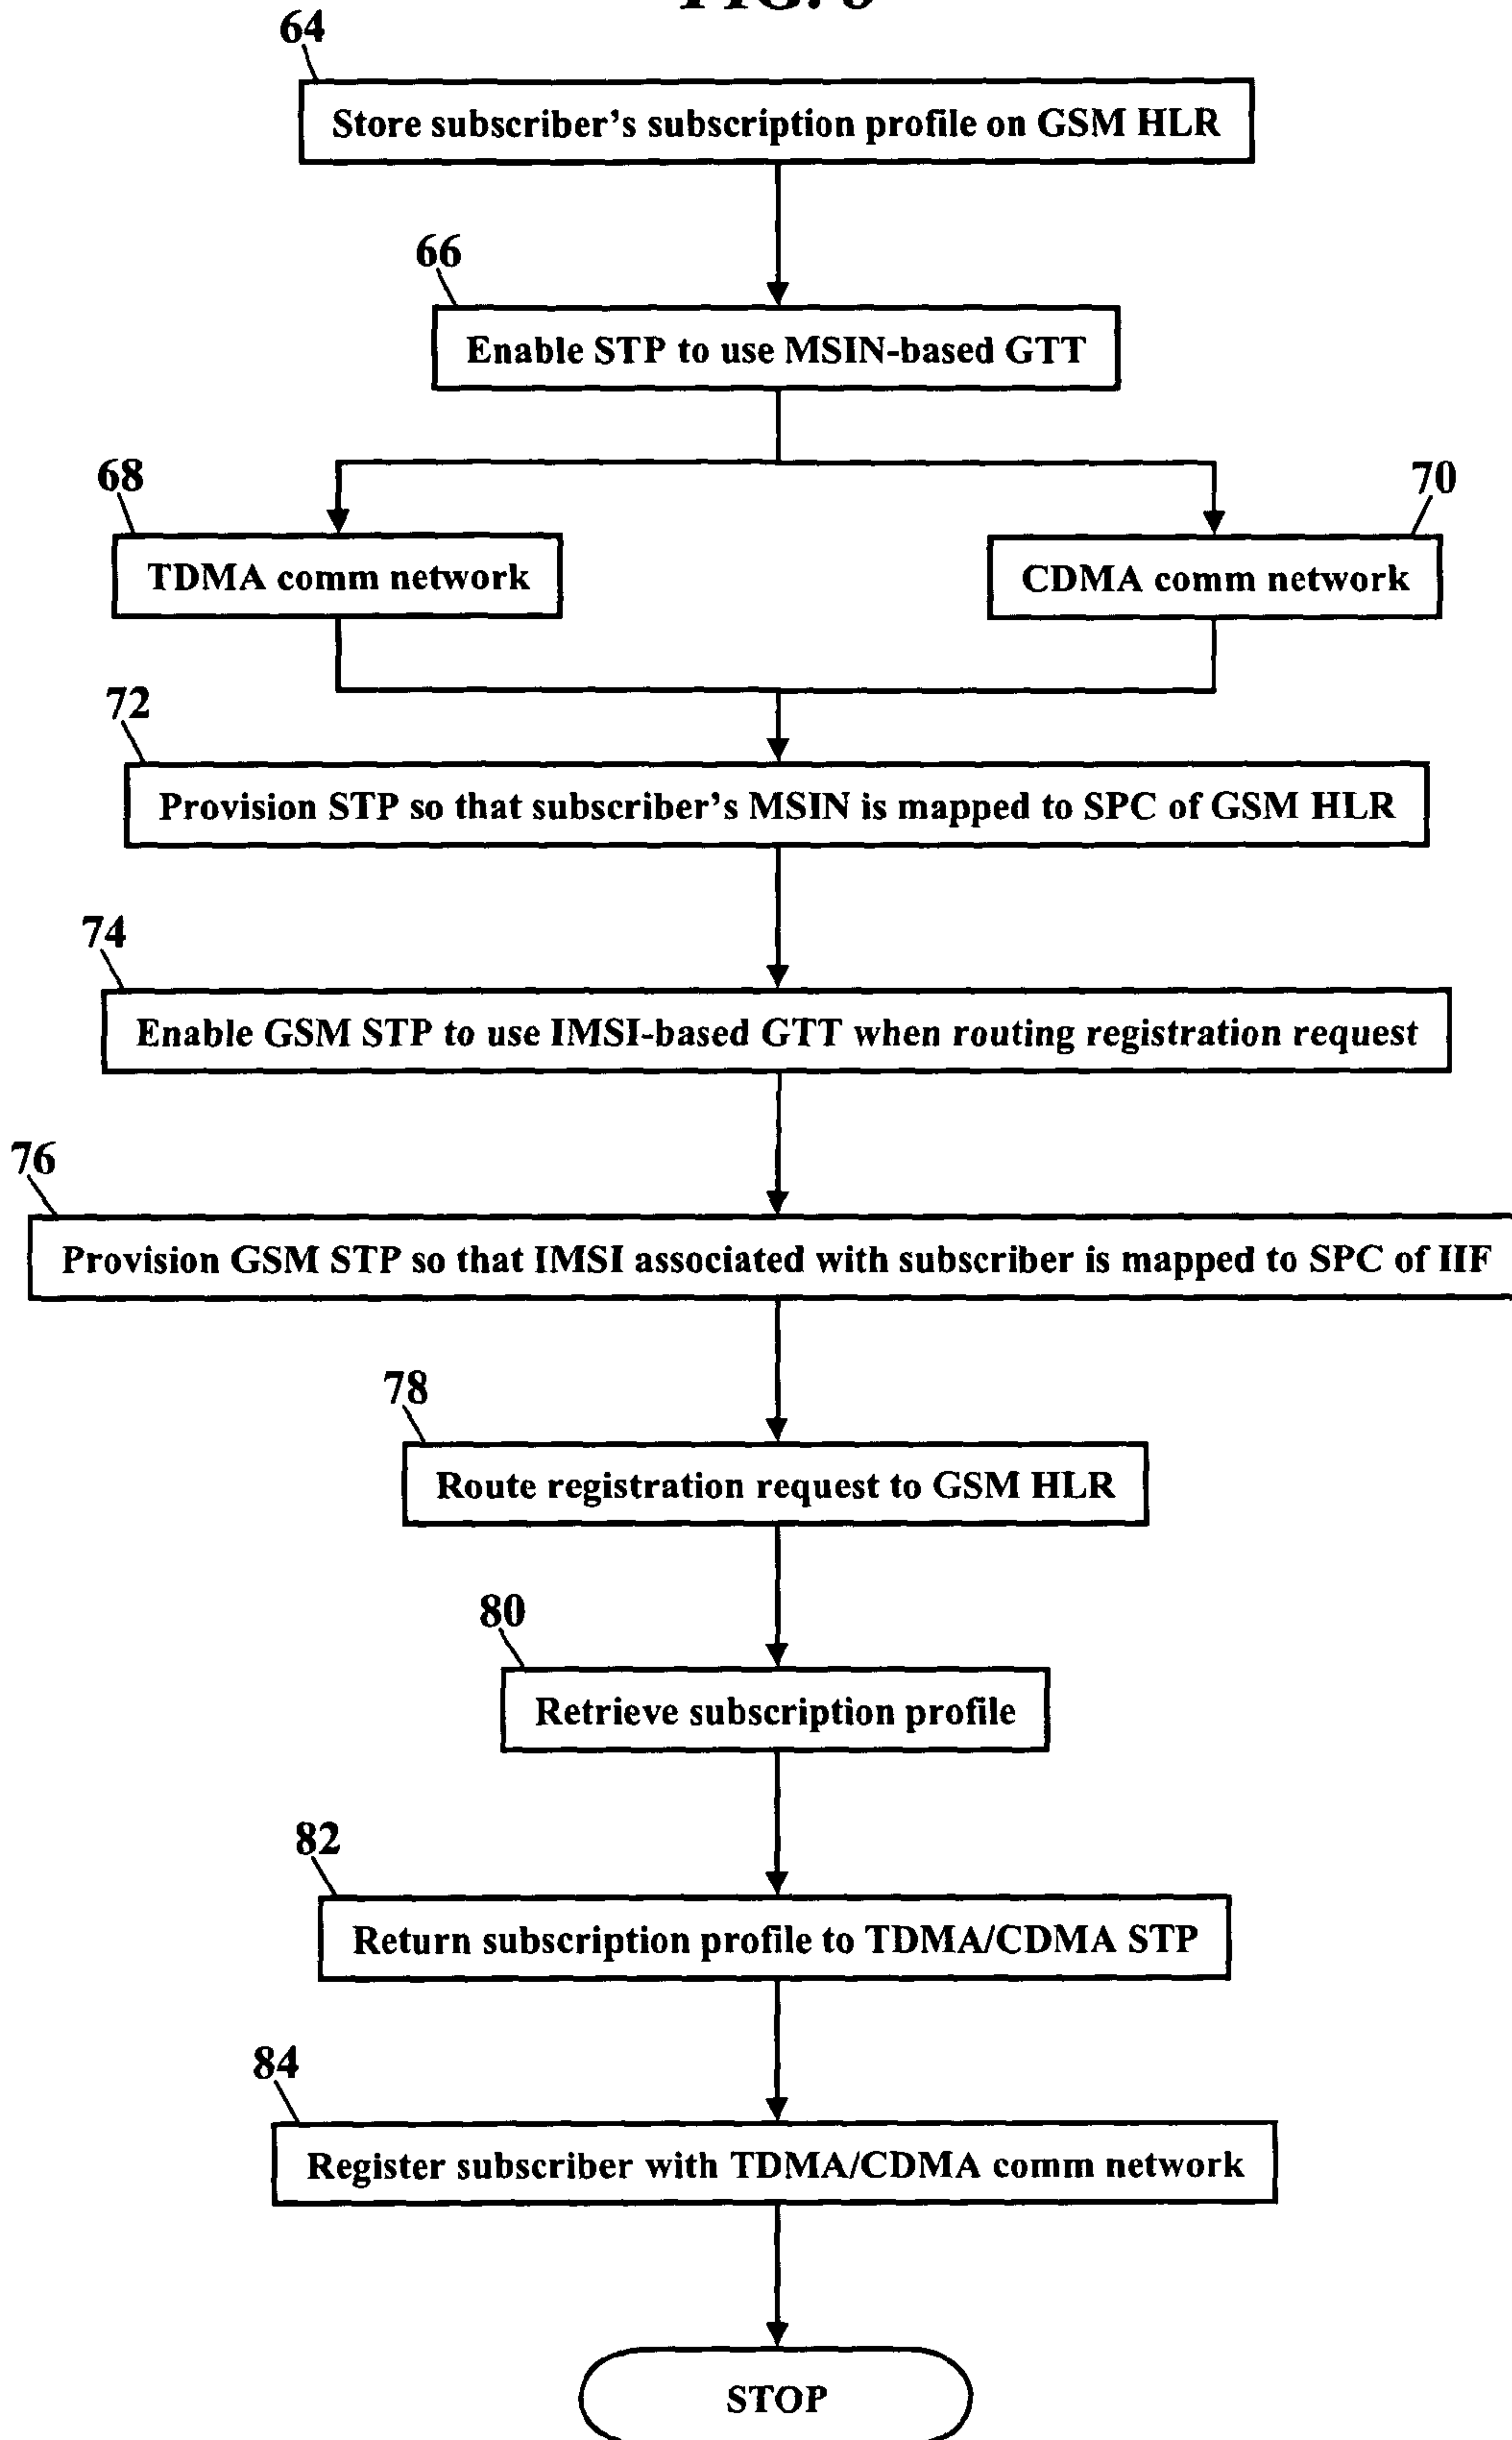 64
Store subscriber's subscription profile on GSM HLR
66
Enable STP to use MSIN-based GTT
68
70
TDMA comm network
CDMA comm network
72
Provision STP so that subscriber's MSIN is mapped to SPC of GSM HLR
74
Enable GSM STP to use IMSI-based GTT when routing registration request
76
Provision GSM STP so that IMSI associated with subscriber is mapped to SPC of IIF
78
Route registration request to GSM HLR
80
Retrieve subscription profile
82
Return subscription profile to TDMA/CDMA STP
84
Register subscriber with TDMA/CDMA comm network
STOP